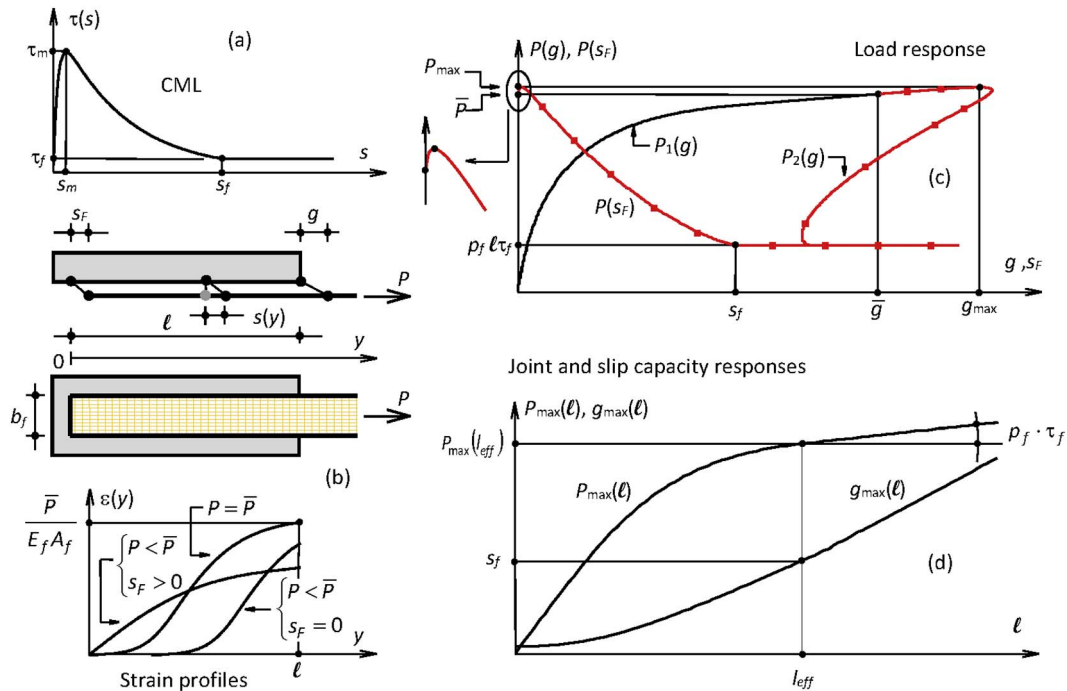 τ(s)
(a)
τm
CML
τf
s
sm
sf
sF
g
P
ℓ
s(y)
0
y
bf
P
(b)
P̅
EfAf
ε(y)
P = P̅
P < P̅
sF > 0
P < P̅
sF = 0
y
ℓ
Strain profiles
P(g), P(sF)
Load response
Pmax
P̅
P1(g)
P2(g)
(c)
P(sF)
pf ℓτf
g ,sF
sf
g̅
gmax
Joint and slip capacity responses
Pmax(ℓ), gmax(ℓ)
Pmax(leff)
pf · τf
Pmax(ℓ)
gmax(ℓ)
sf
(d)
ℓ
leff